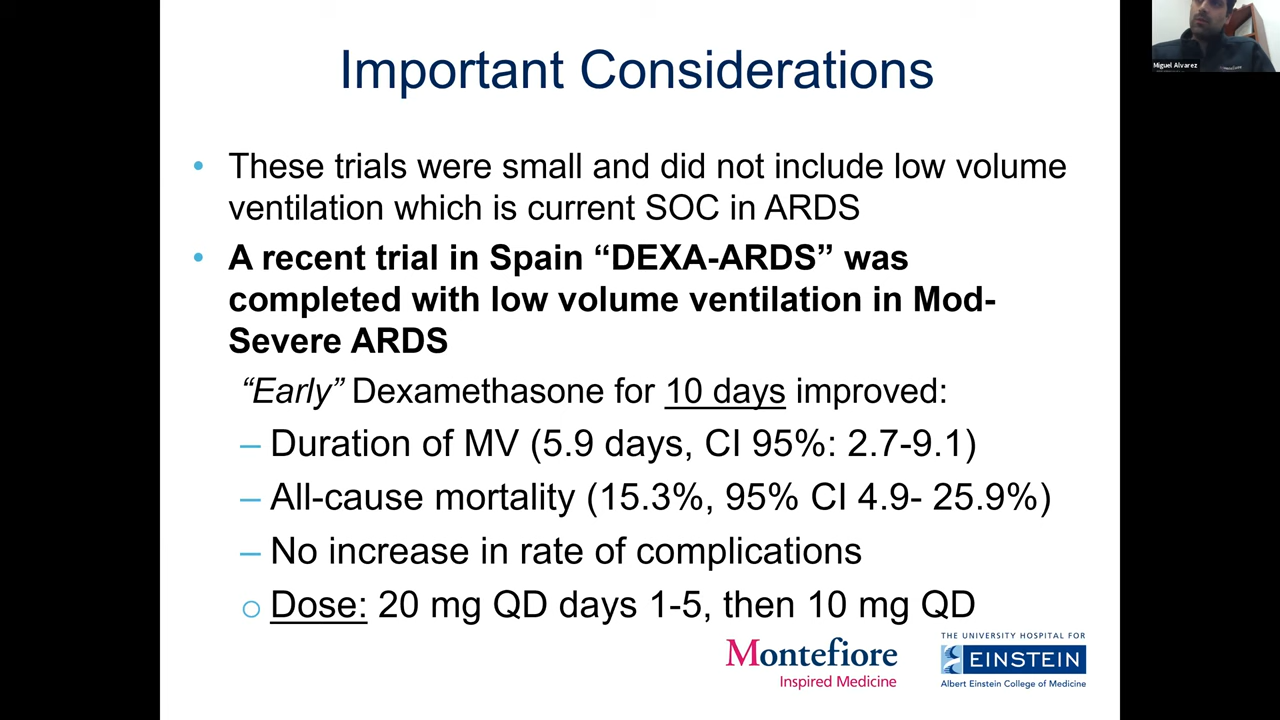 Important Considerations
Miguel Alvarez
• These trials were small and did not include low volume
ventilation which is current SOC in ARDS
• A recent trial in Spain “DEXA-ARDS” was
completed with low volume ventilation in Mod-
Severe ARDS
“Early” Dexamethasone for 10 days improved:
– Duration of MV (5.9 days, CI 95%: 2.7-9.1)
– All-cause mortality (15.3%, 95% CI 4.9- 25.9%)
– No increase in rate of complications
o Dose: 20 mg QD days 1-5, then 10 mg QD
Montefiore
Inspired Medicine
THE UNIVERSITY HOSPITAL FOR
EINSTEIN
Albert Einstein College of Medicine